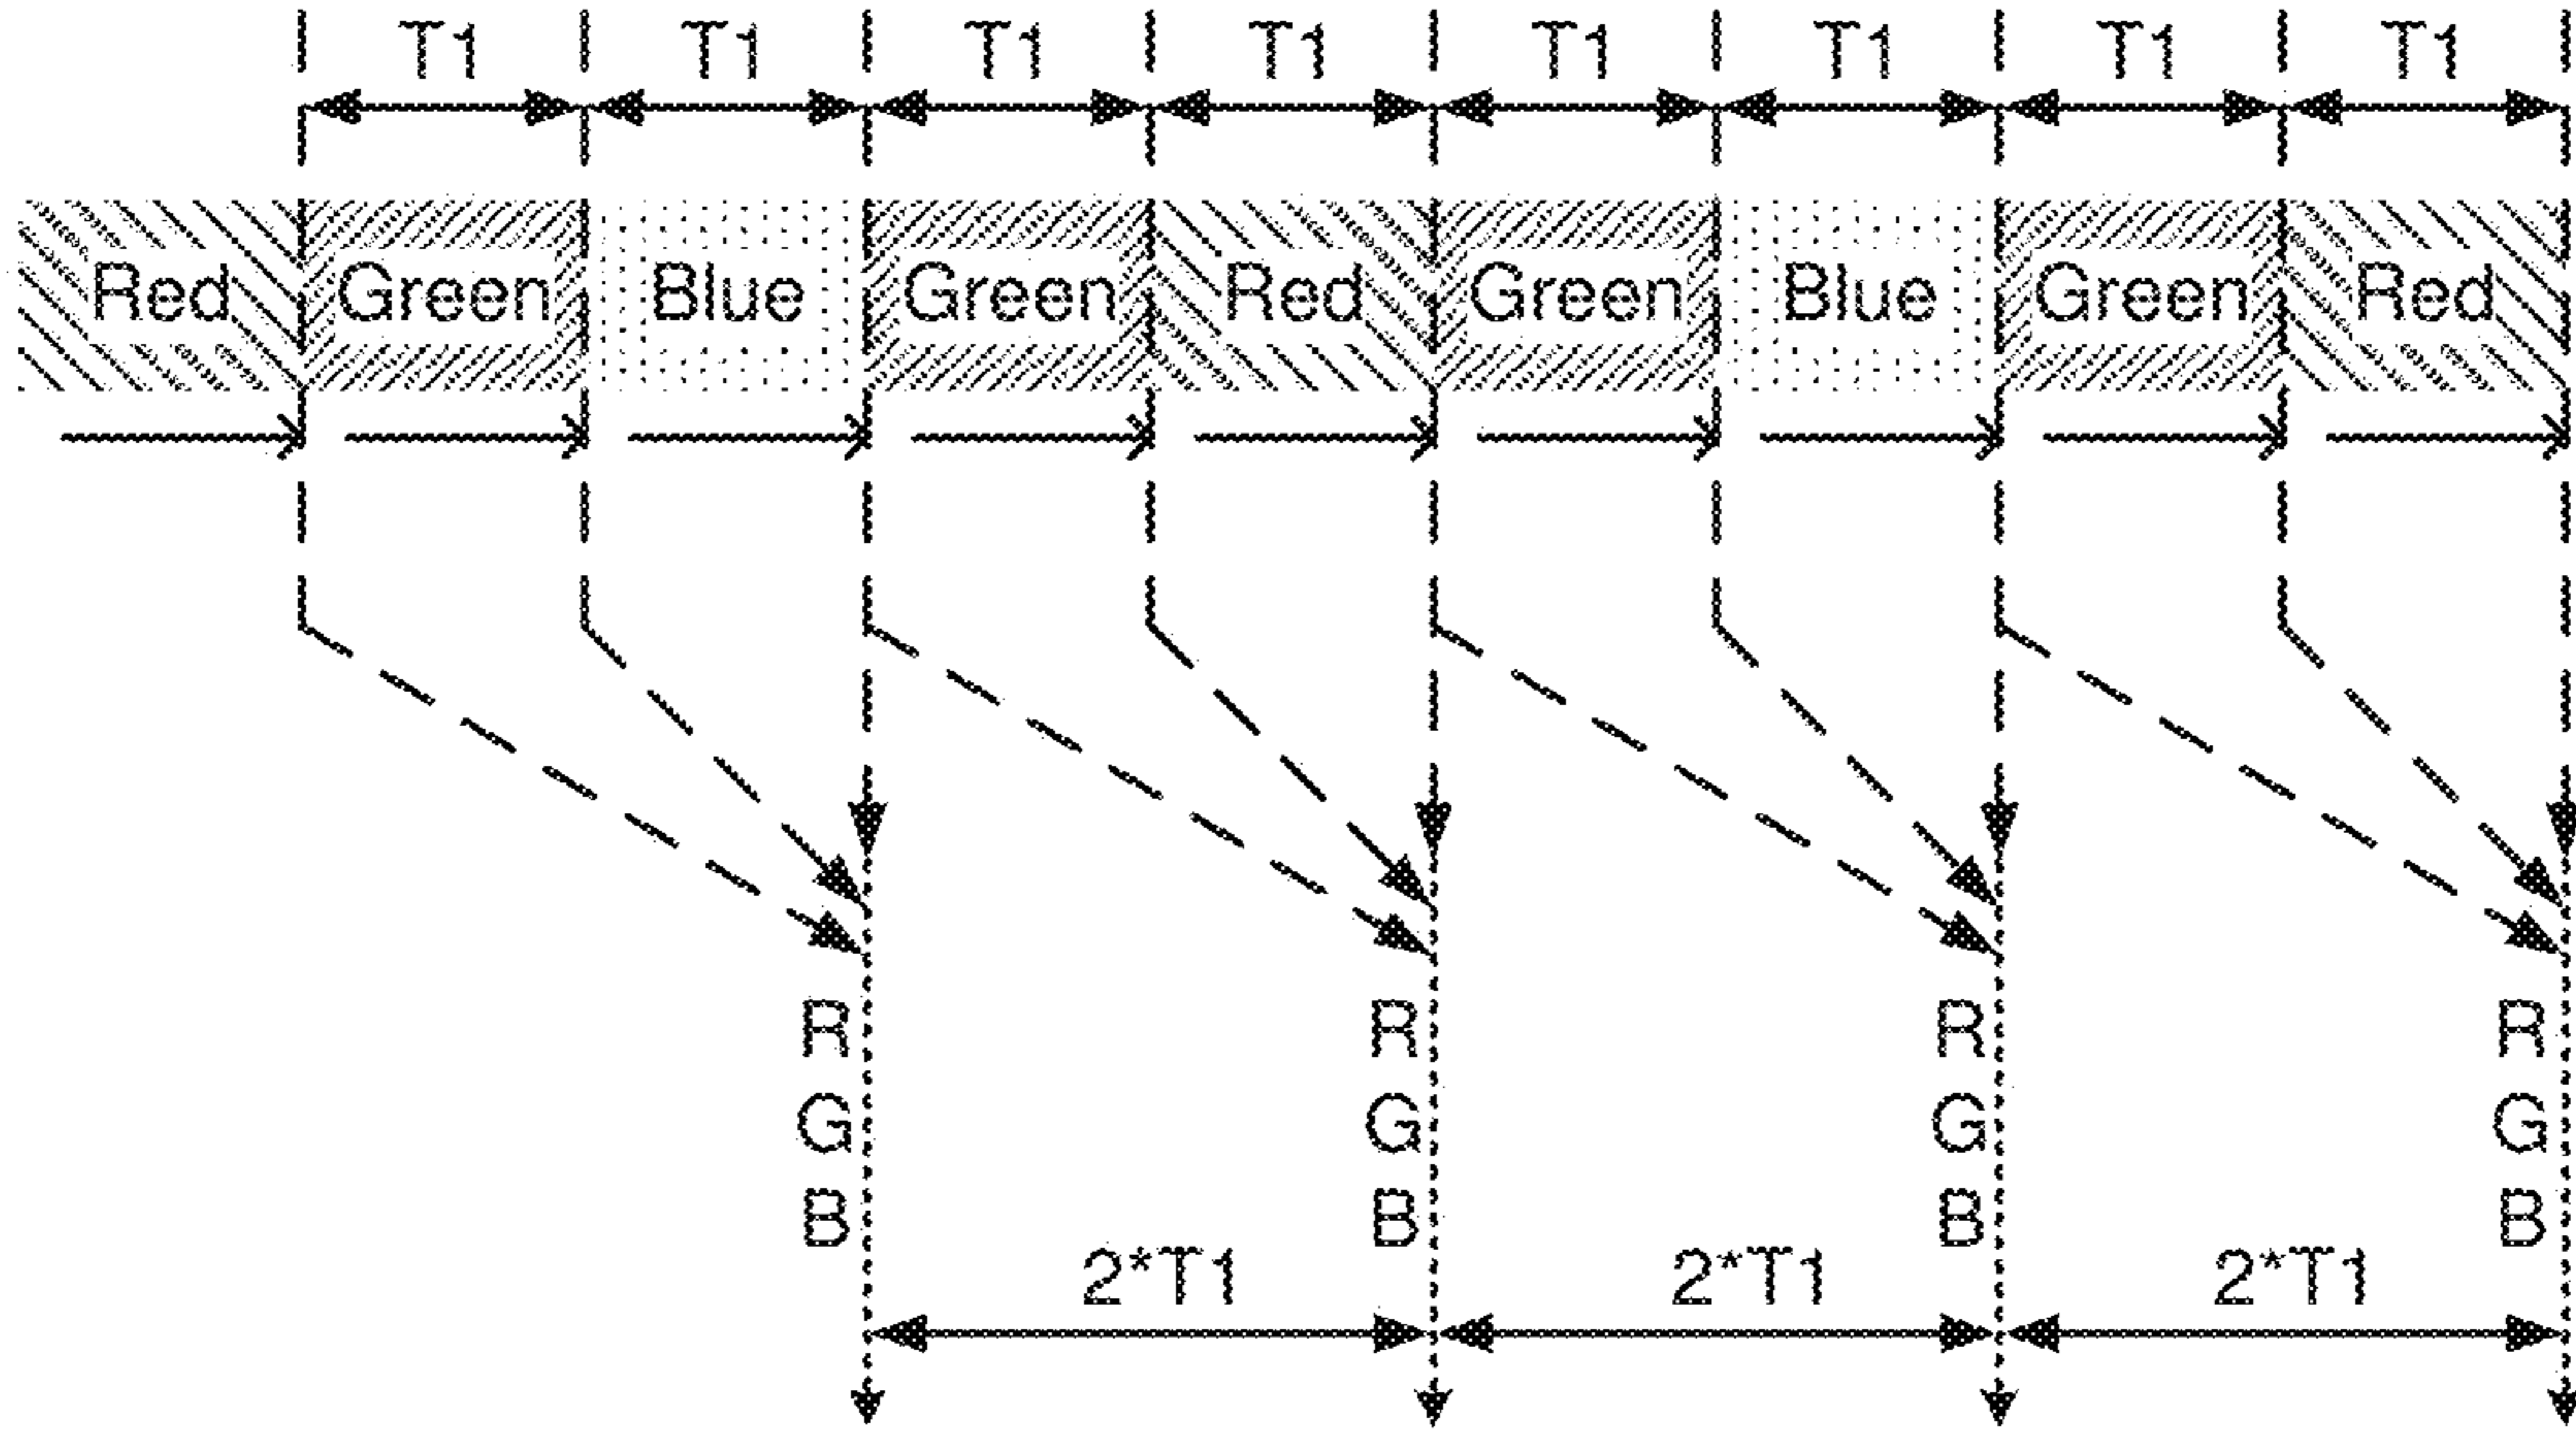 T1 T1 T1 T1 T1 T1 T1 T1
Red Green Blue Green Red Green Blue Green Red
R R R R
G G G G
B B B B
2*T1 2*T1 2*T1